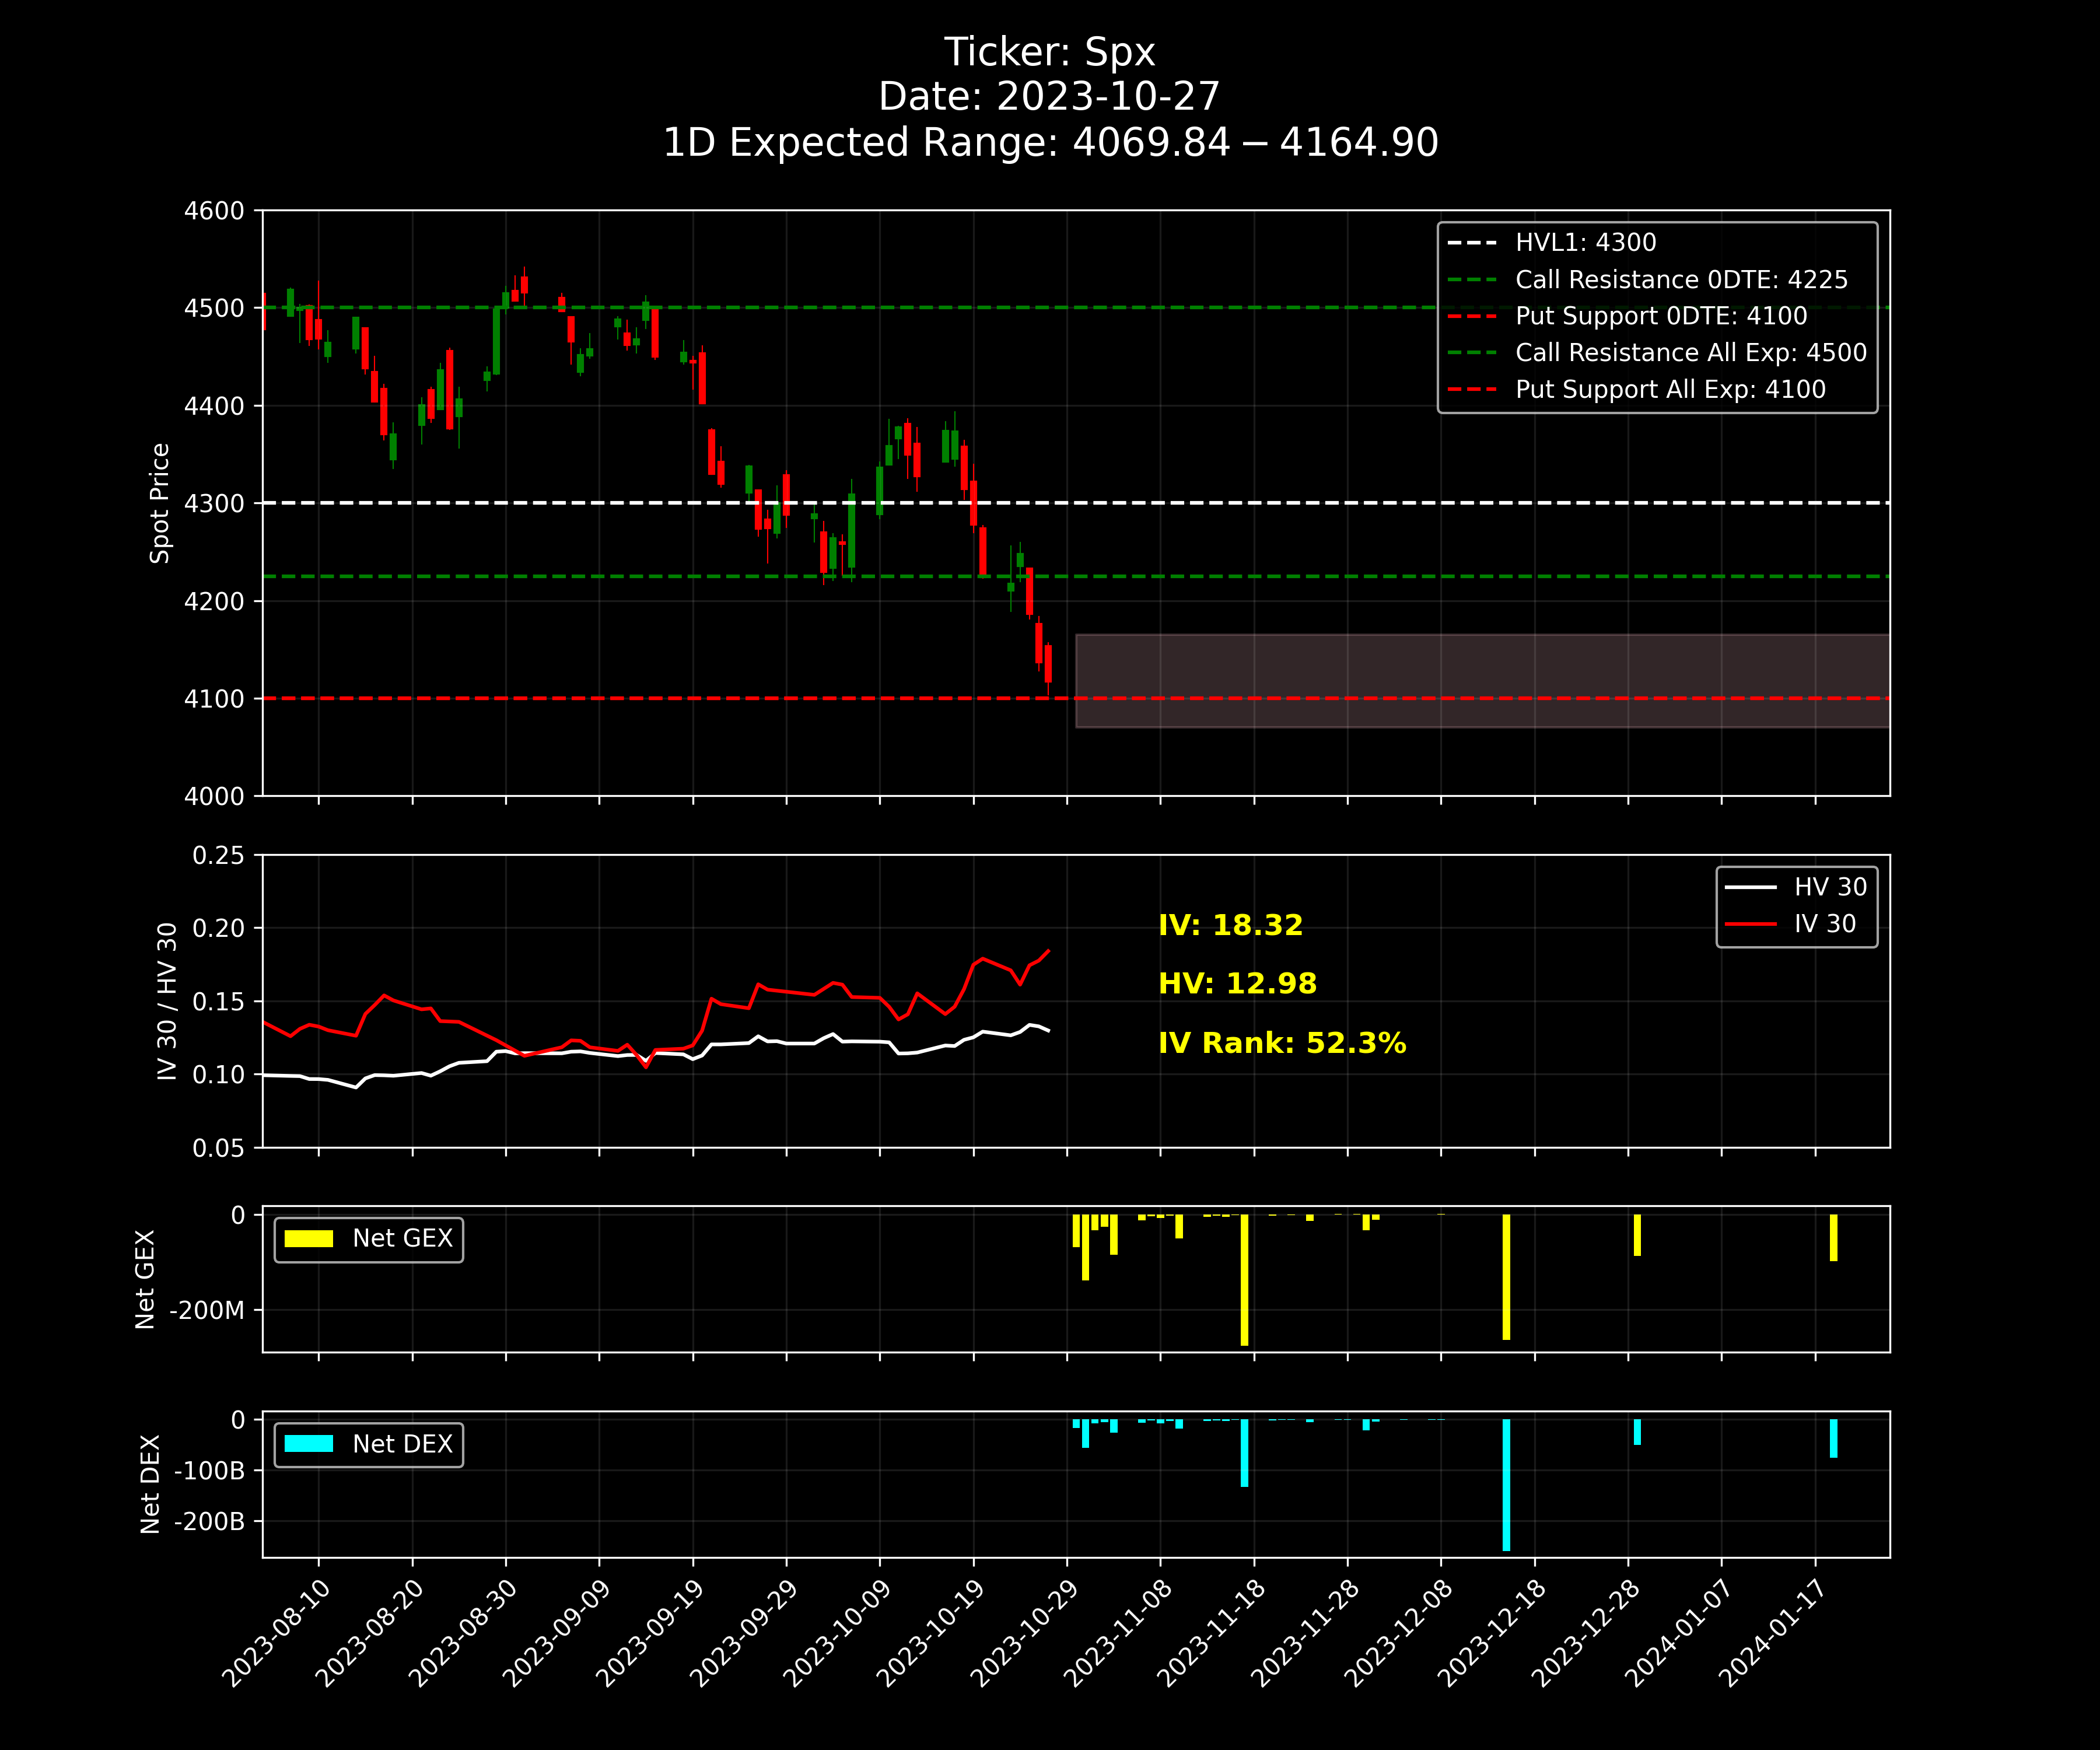 Ticker: Spx
Date: 2023-10-27
1D Expected Range: 4069.84 − 4164.90
4600
4500
4400
4300
4200
4100
4000
Spot Price
HVL1: 4300
Call Resistance 0DTE: 4225
Put Support 0DTE: 4100
Call Resistance All Exp: 4500
Put Support All Exp: 4100
0.25
0.20
0.15
0.10
0.05
IV 30 / HV 30
IV: 18.32
HV: 12.98
IV Rank: 52.3%
HV 30
IV 30
0
-200M
Net GEX
Net GEX
0
-100B
-200B
Net DEX
Net DEX
2023-08-10
2023-08-20
2023-08-30
2023-09-09
2023-09-19
2023-09-29
2023-10-09
2023-10-19
2023-10-29
2023-11-08
2023-11-18
2023-11-28
2023-12-08
2023-12-18
2023-12-28
2024-01-07
2024-01-17